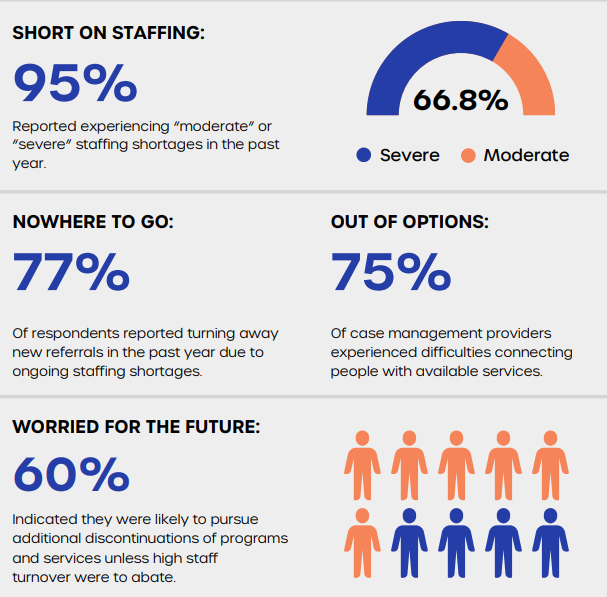 SHORT ON STAFFING:
95%
Reported experiencing “moderate” or
“severe” staffing shortages in the past
year.
66.8%
Severe
Moderate
NOWHERE TO GO:
77%
Of respondents reported turning away
new referrals in the past year due to
ongoing staffing shortages.
OUT OF OPTIONS:
75%
Of case management providers
experienced difficulties connecting
people with available services.
WORRIED FOR THE FUTURE:
60%
Indicated they were likely to pursue
additional discontinuations of programs
and services unless high staff
turnover were to abate.